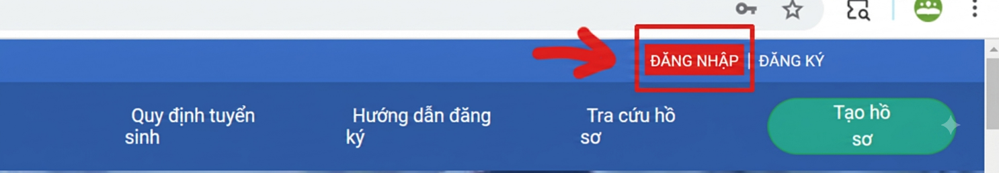 ĐĂNG NHẬP | ĐĂNG KÝ
Quy định tuyển
sinh
Hướng dẫn đăng
ký
Tra cứu hồ
sơ
Tạo hồ
sơ